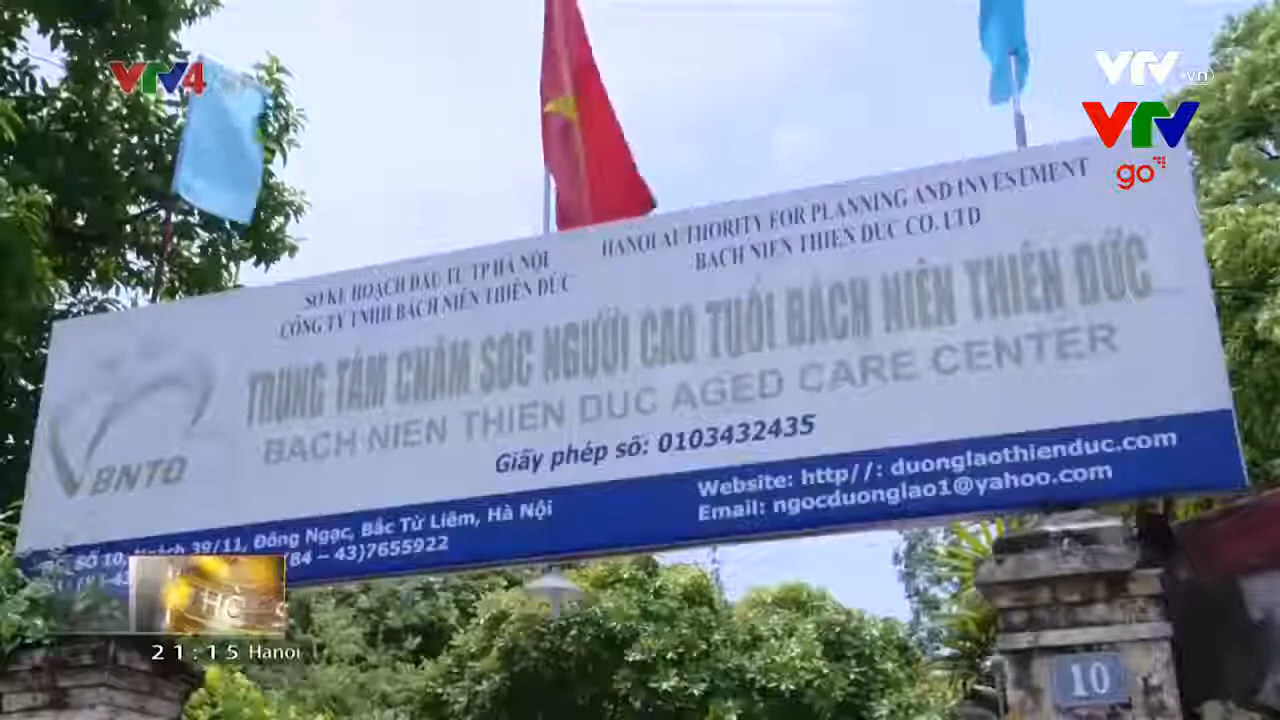 VTV4
VTV.vn
VTV
go
SỞ KẾ HOẠCH ĐẦU TƯ TP HÀ NỘI
CÔNG TY TNHH BÁCH NIÊN THIÊN ĐỨC
HANOI AUTHORITY FOR PLANNING AND INVESTMENT
BACH NIEN THIEN DUC CO. LTD
TRUNG TÂM CHĂM SÓC NGƯỜI CAO TUỔI BÁCH NIÊN THIÊN ĐỨC
BACH NIEN THIEN DUC AGED CARE CENTER
BNTD
Giấy phép số: 0103432435
Số 10, Ngách 39/11, Đông Ngạc, Bắc Từ Liêm, Hà Nội
(84 – 43)7655922
Website: http//: duonglaothienduc.com
Email: ngocduonglao1@yahoo.com
HỒ S
21:15 Hanoi
10